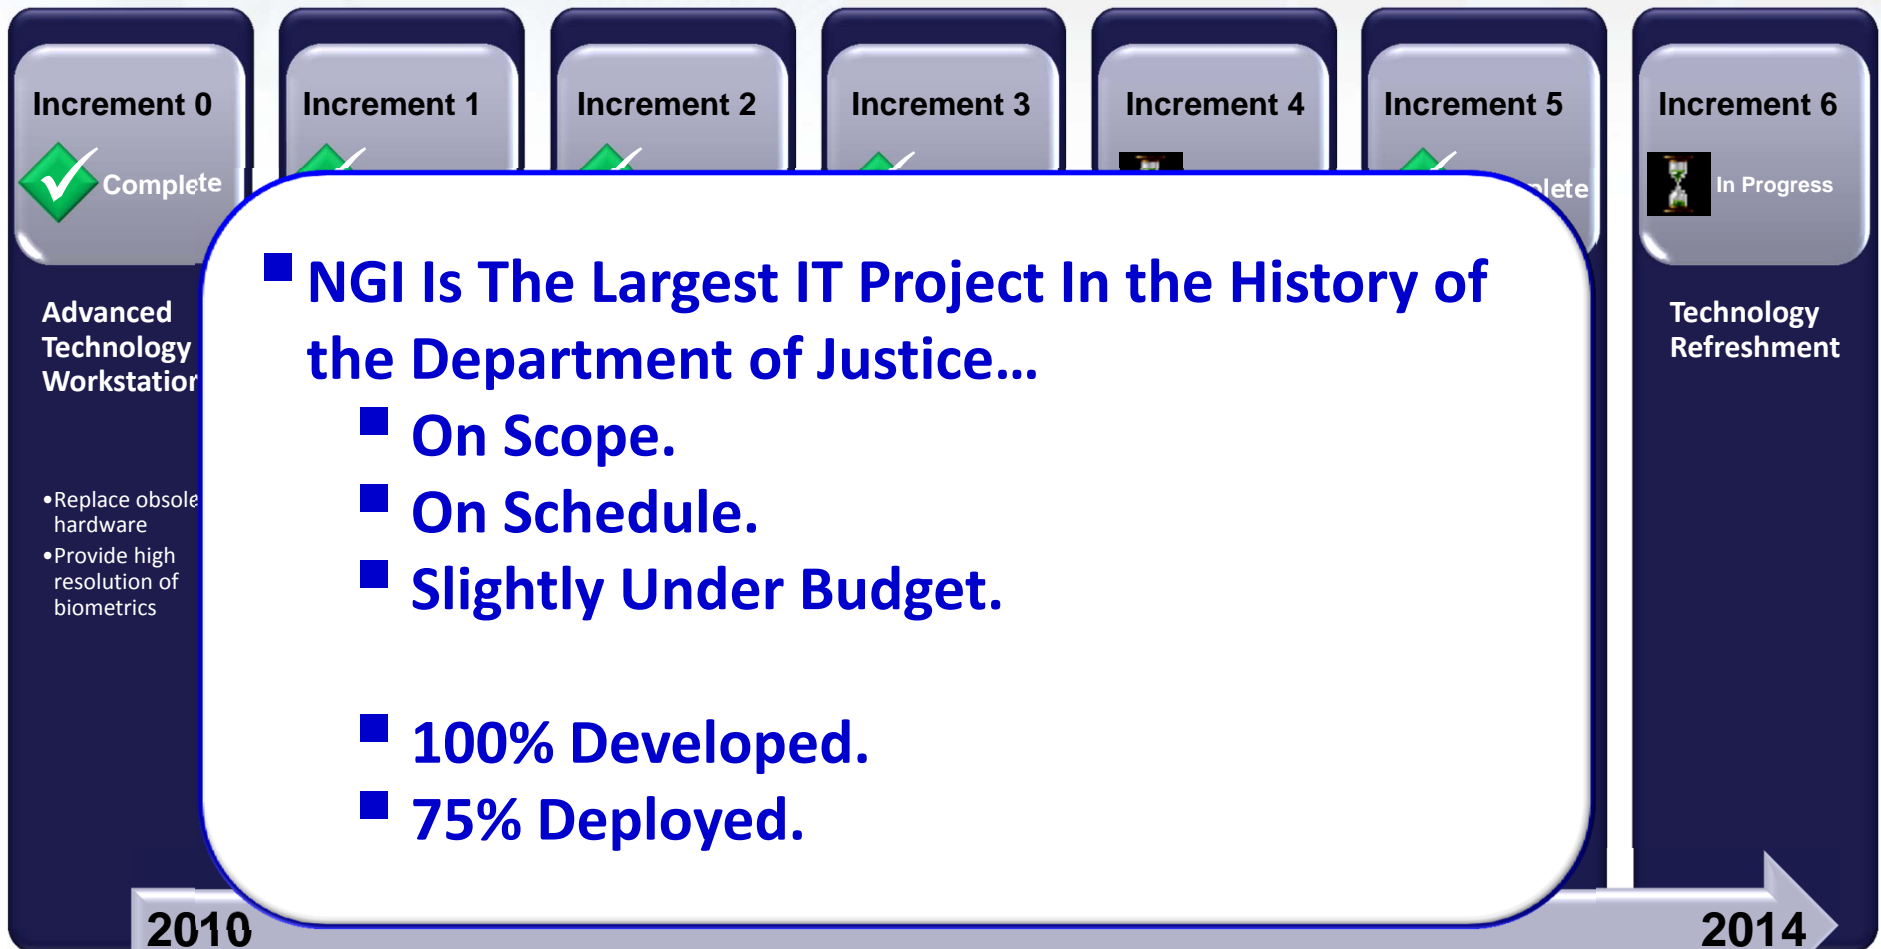 Increment 0
Increment 1
Increment 2
Increment 3
Increment 4
Increment 5
Increment 6
Complete
In Progress
Advanced
Technology
•Replace
hardware
•Provide high
resolution of
biometrics
NGI Is The Largest IT Project In the History of
the Department of Justice…
On Scope.
On Schedule.
Slightly Under Budget.
100% Developed.
75% Deployed.
Technology
Refreshment
2010
2014